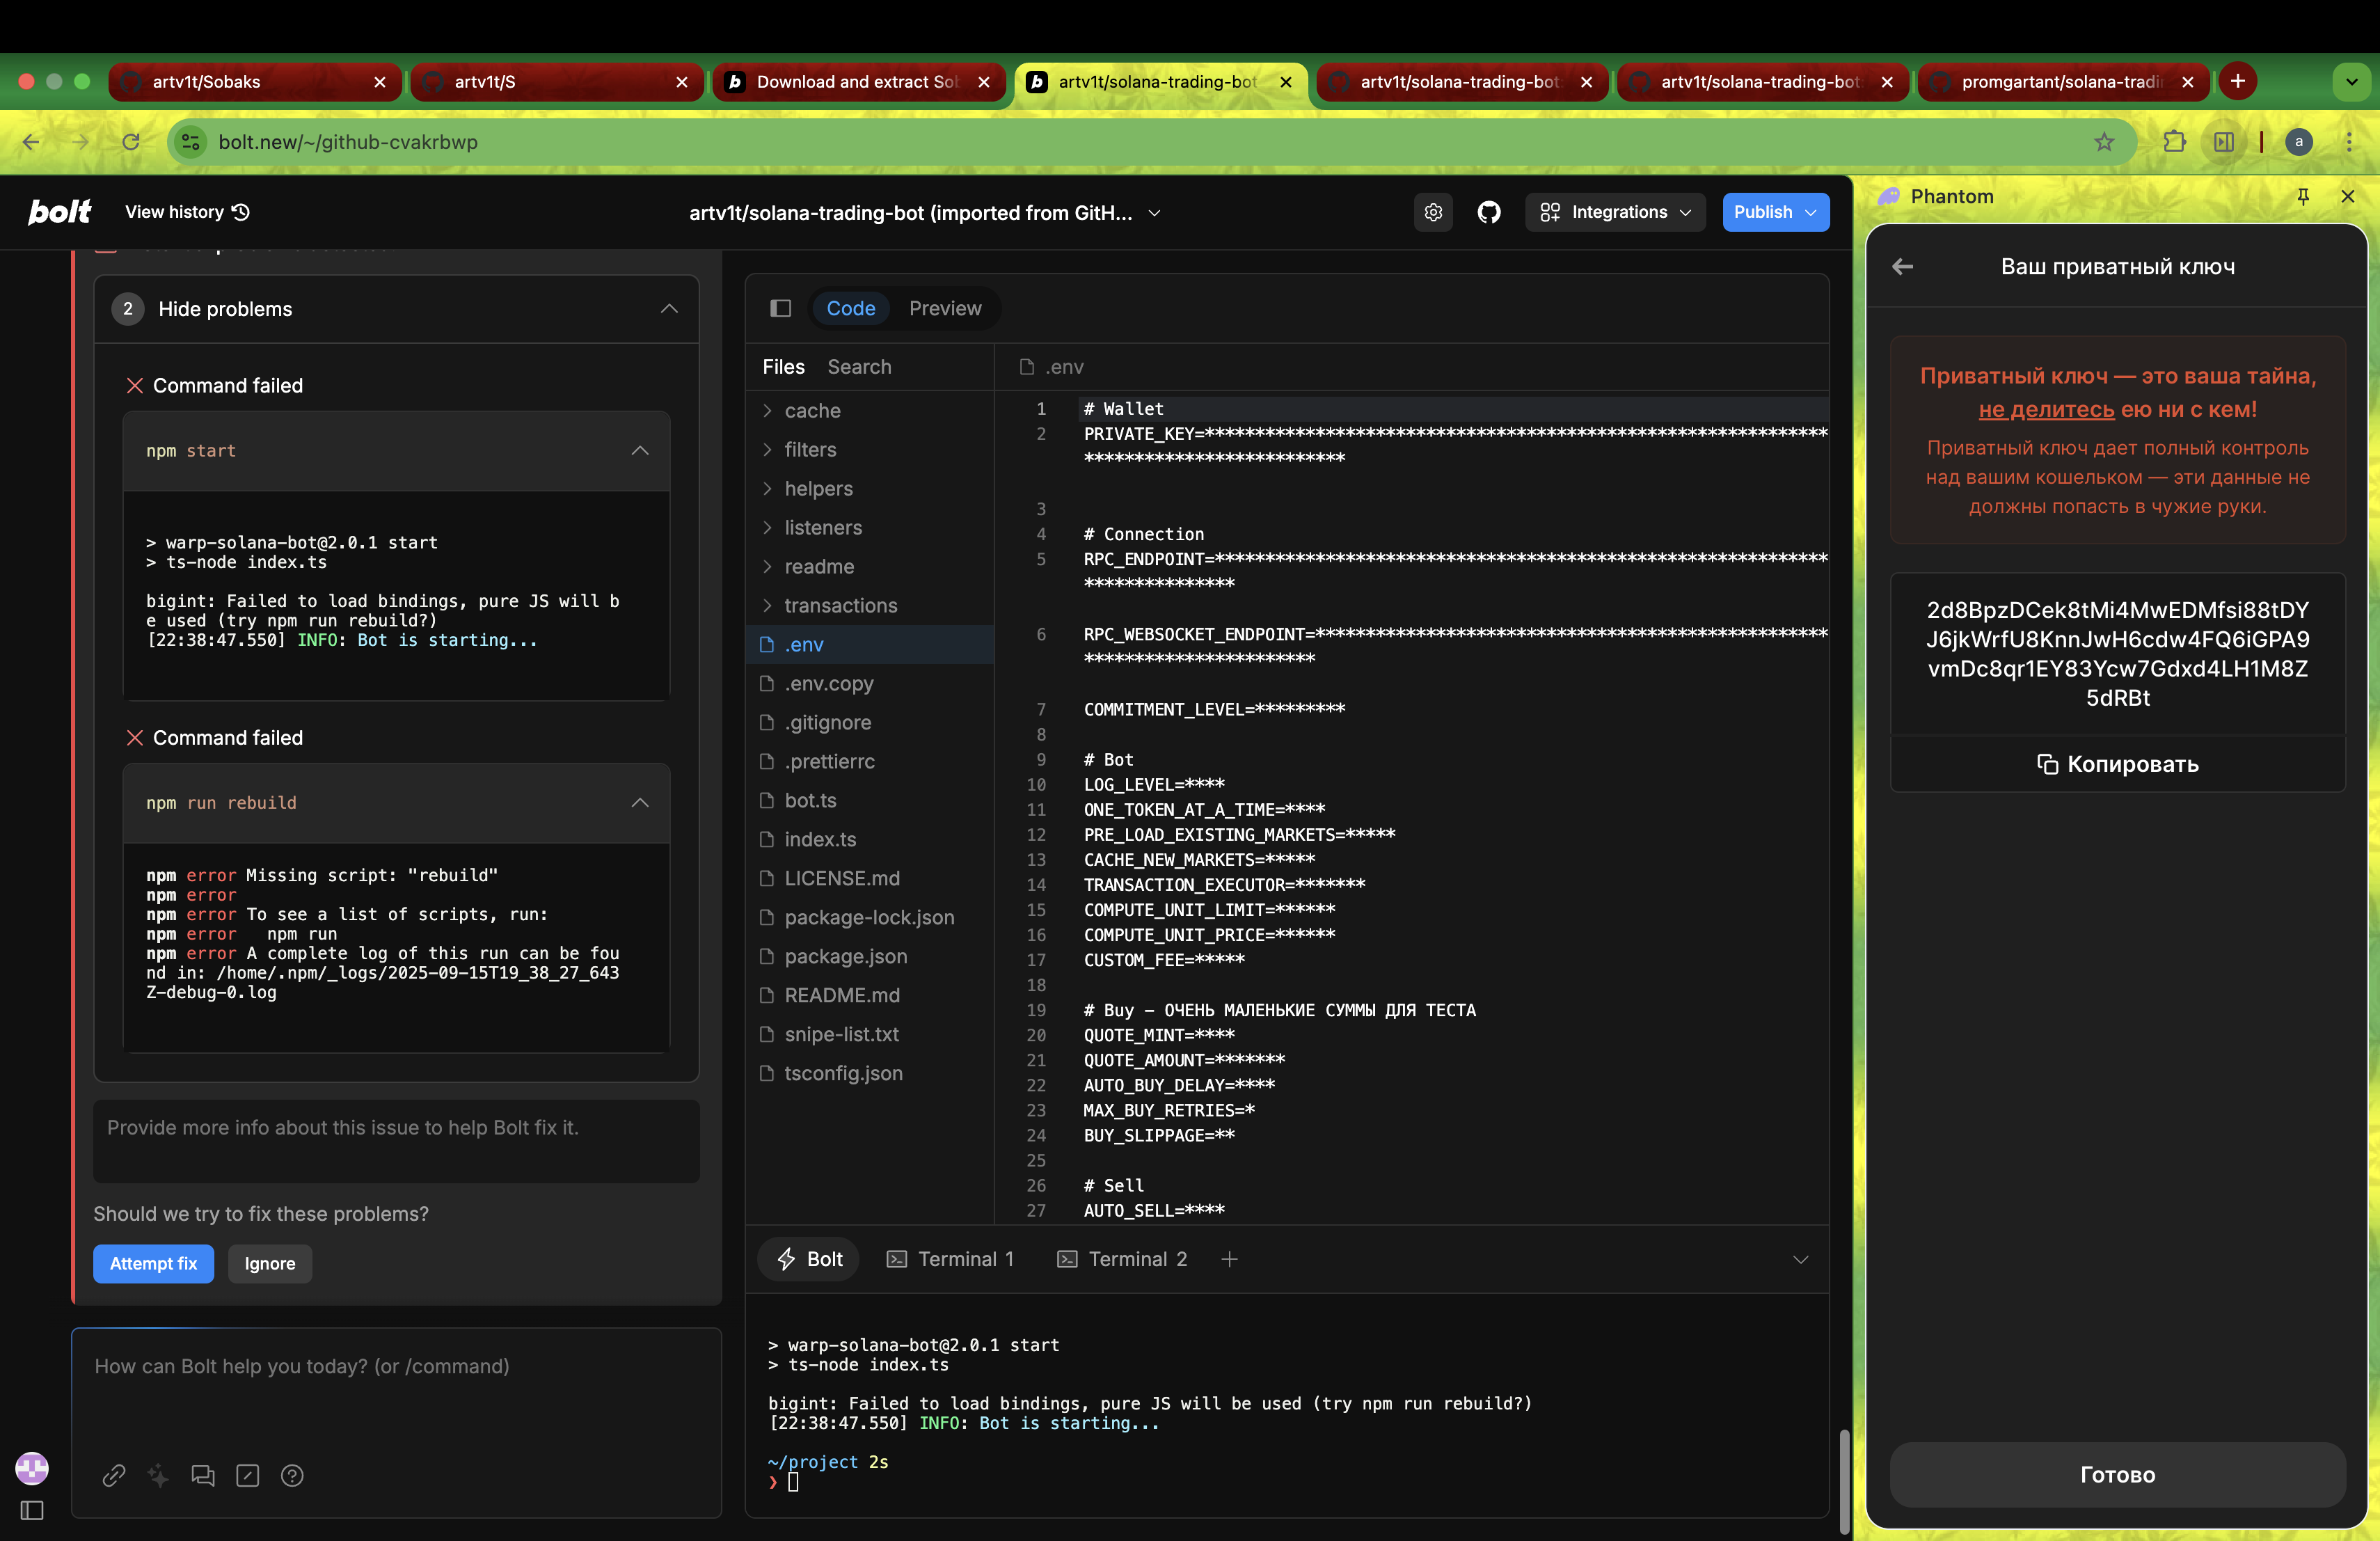 artv1t/Sobaks
artv1t/S
Download and extract Sob
artv1t/solana-trading-bot
artv1t/solana-trading-bot
artv1t/solana-trading-bot
promgartant/solana-tradi
bolt.new/~/github-cvakrbwp
a
bolt
View history
artv1t/solana-trading-bot (imported from GitH...
Integrations
Publish
2 Hide problems
Command failed
npm start
> warp-solana-bot@2.0.1 start
> ts-node index.ts
bigint: Failed to load bindings, pure JS will b
e used (try npm run rebuild?)
[22:38:47.550] INFO: Bot is starting...
Command failed
npm run rebuild
npm error Missing script: "rebuild"
npm error
npm error To see a list of scripts, run:
npm error   npm run
npm error A complete log of this run can be fou
nd in: /home/.npm/_logs/2025-09-15T19_38_27_643
Z-debug-0.log
Provide more info about this issue to help Bolt fix it.
Should we try to fix these problems?
Attempt fix
Ignore
How can Bolt help you today? (or /command)
Code
Preview
Files
Search
cache
filters
helpers
listeners
readme
transactions
.env
.env.copy
.gitignore
.prettierrc
bot.ts
index.ts
LICENSE.md
package-lock.json
package.json
README.md
snipe-list.txt
tsconfig.json
.env
1 # Wallet
2 PRIVATE_KEY=**************************************************************
**************************
3
4 # Connection
5 RPC_ENDPOINT=*************************************************************
***************
6 RPC_WEBSOCKET_ENDPOINT=***************************************************
***********************
7 COMMITMENT_LEVEL=*********
8
9 # Bot
10 LOG_LEVEL=****
11 ONE_TOKEN_AT_A_TIME=****
12 PRE_LOAD_EXISTING_MARKETS=*****
13 CACHE_NEW_MARKETS=*****
14 TRANSACTION_EXECUTOR=*******
15 COMPUTE_UNIT_LIMIT=******
16 COMPUTE_UNIT_PRICE=******
17 CUSTOM_FEE=*****
18
19 # Buy - ОЧЕНЬ МАЛЕНЬКИЕ СУММЫ ДЛЯ ТЕСТА
20 QUOTE_MINT=****
21 QUOTE_AMOUNT=*******
22 AUTO_BUY_DELAY=****
23 MAX_BUY_RETRIES=*
24 BUY_SLIPPAGE=**
25
26 # Sell
27 AUTO_SELL=****
Bolt
Terminal 1
Terminal 2
> warp-solana-bot@2.0.1 start
> ts-node index.ts
bigint: Failed to load bindings, pure JS will be used (try npm run rebuild?)
[22:38:47.550] INFO: Bot is starting...
~/project 2s
❯
Phantom
Ваш приватный ключ
Приватный ключ — это ваша тайна,
не делитесь ею ни с кем!
Приватный ключ дает полный контроль
над вашим кошельком — эти данные не
должны попасть в чужие руки.
[private key omitted for security]
Копировать
Готово